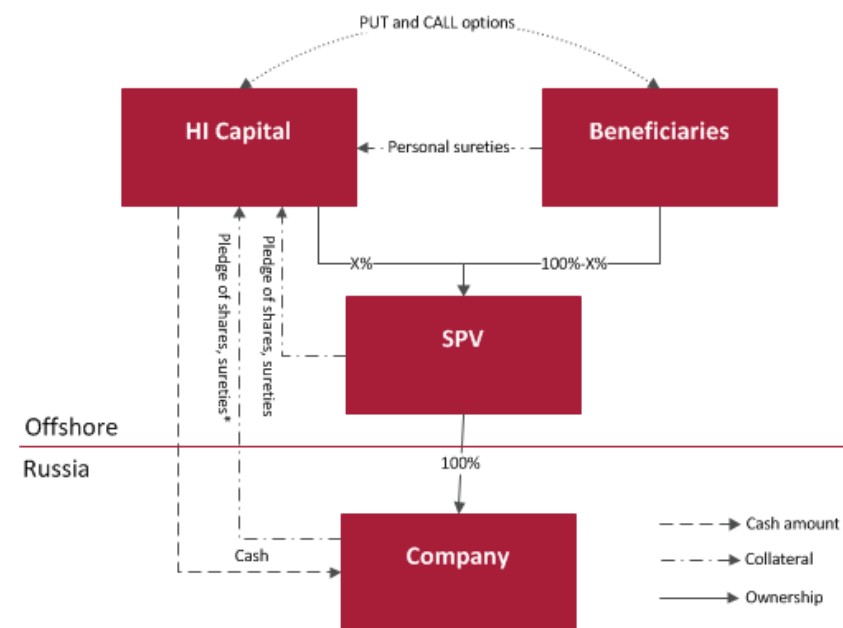 PUT and CALL options
HI Capital
Beneficiaries
Personal sureties
Pledge of shares, sureties*
Pledge of shares, sureties
X%
100%-X%
SPV
Offshore
Russia
100%
Cash
Company
Cash amount
Collateral
Ownership